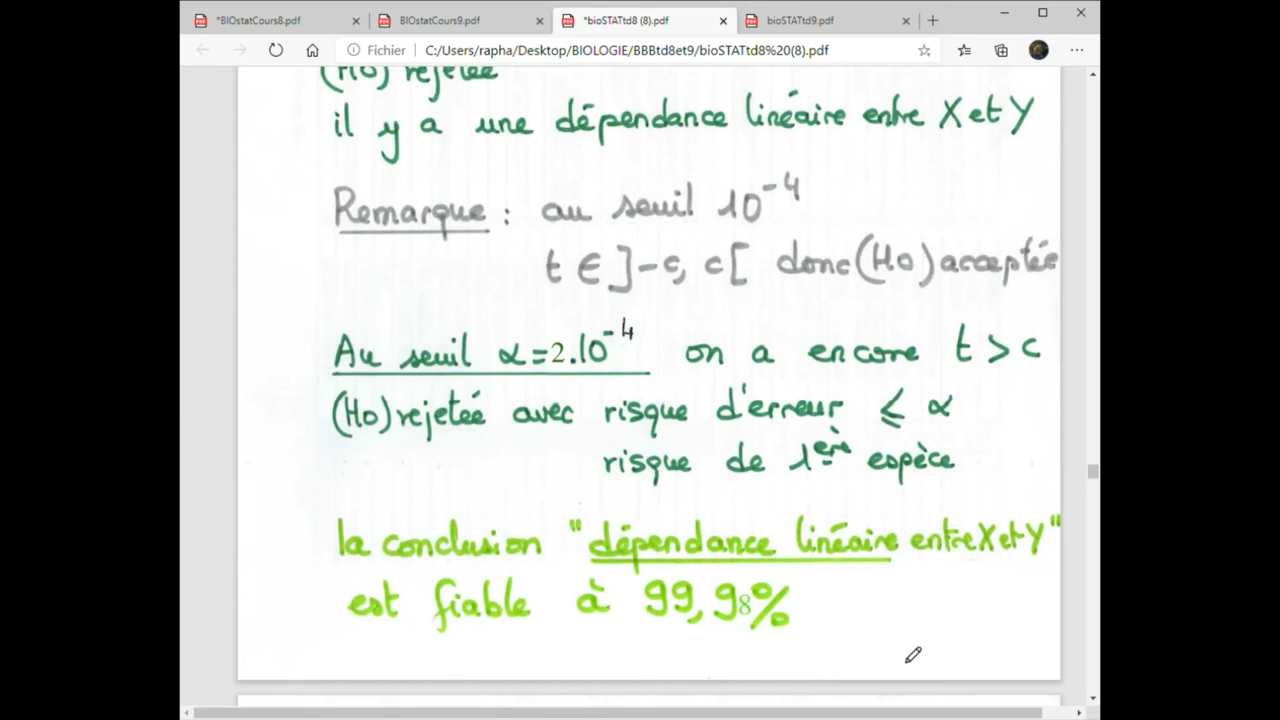 *BIOstatCours8.pdf
BIOstatCours9.pdf
*bioSTATtd8 (8).pdf
bioSTATtd9.pdf
Fichier
C:/Users/rapha/Desktop/BIOLOGIE/BBBtd8et9/bioSTATtd8%20(8).pdf
(Ho) rejetée
il y a une dépendance linéaire entre X et Y
Remarque : au seuil 10⁻⁴
t ∈ ]-c, c[ donc (Ho) acceptée
Au seuil α = 2.10⁻⁴ on a encore t > c
(Ho) rejetée avec risque d'erreur ⩽ α
risque de 1ère espèce
la conclusion "dépendance linéaire entre X et Y"
est fiable à 99,98%